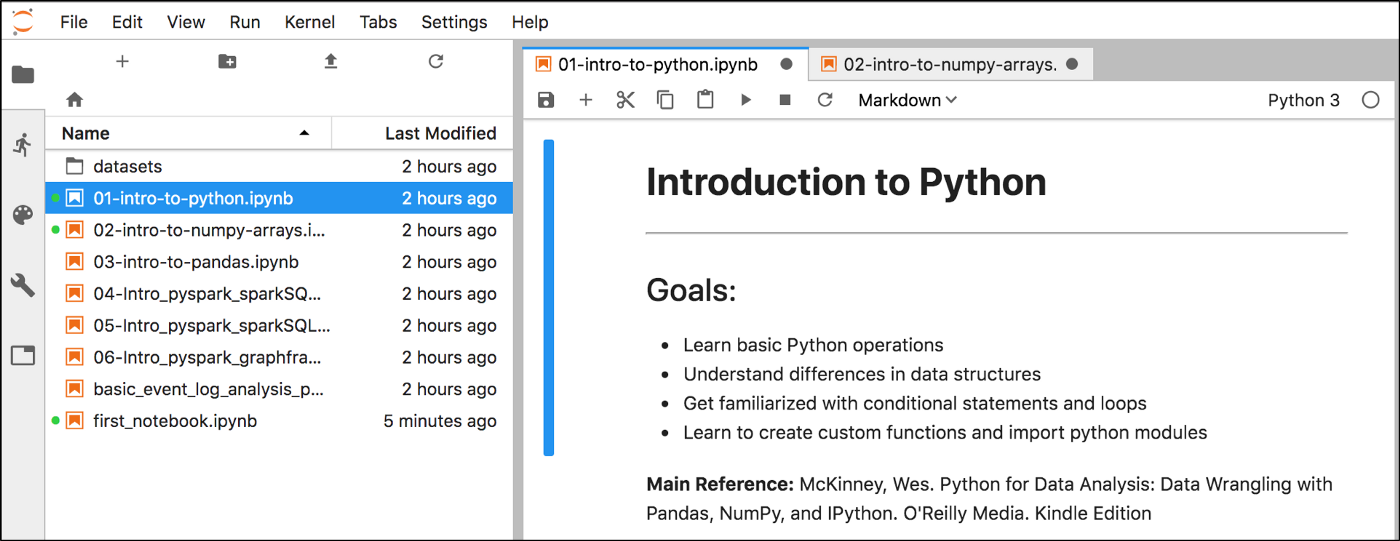 File Edit View Run Kernel Tabs Settings Help
01-intro-to-python.ipynb 02-intro-to-numpy-arrays.
Markdown Python 3
Name Last Modified
datasets 2 hours ago
01-intro-to-python.ipynb 2 hours ago
02-intro-to-numpy-arrays.i... 2 hours ago
03-intro-to-pandas.ipynb 2 hours ago
04-Intro_pyspark_sparkSQ... 2 hours ago
05-Intro_pyspark_sparkSQL... 2 hours ago
06-Intro_pyspark_graphfra... 2 hours ago
basic_event_log_analysis_p... 2 hours ago
first_notebook.ipynb 5 minutes ago
Introduction to Python
Goals:
• Learn basic Python operations
• Understand differences in data structures
• Get familiarized with conditional statements and loops
• Learn to create custom functions and import python modules
Main Reference: McKinney, Wes. Python for Data Analysis: Data Wrangling with
Pandas, NumPy, and IPython. O'Reilly Media. Kindle Edition